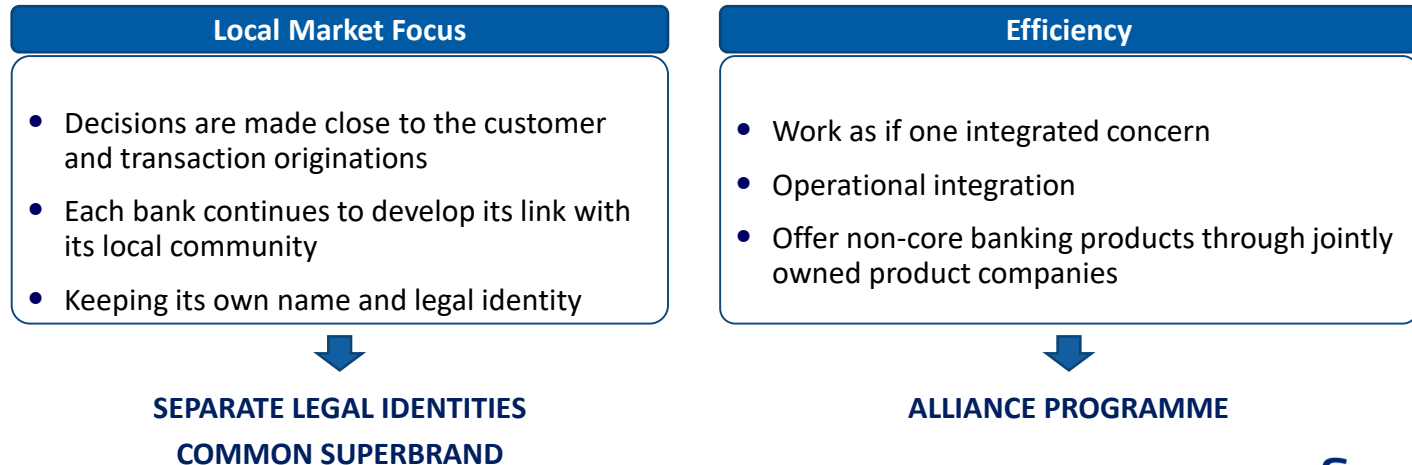 Local Market Focus
• Decisions are made close to the customer
and transaction originations
• Each bank continues to develop its link with
its local community
• Keeping its own name and legal identity
SEPARATE LEGAL IDENTITIES
COMMON SUPERBRAND
Efficiency
• Work as if one integrated concern
• Operational integration
• Offer non-core banking products through jointly
owned product companies
ALLIANCE PROGRAMME